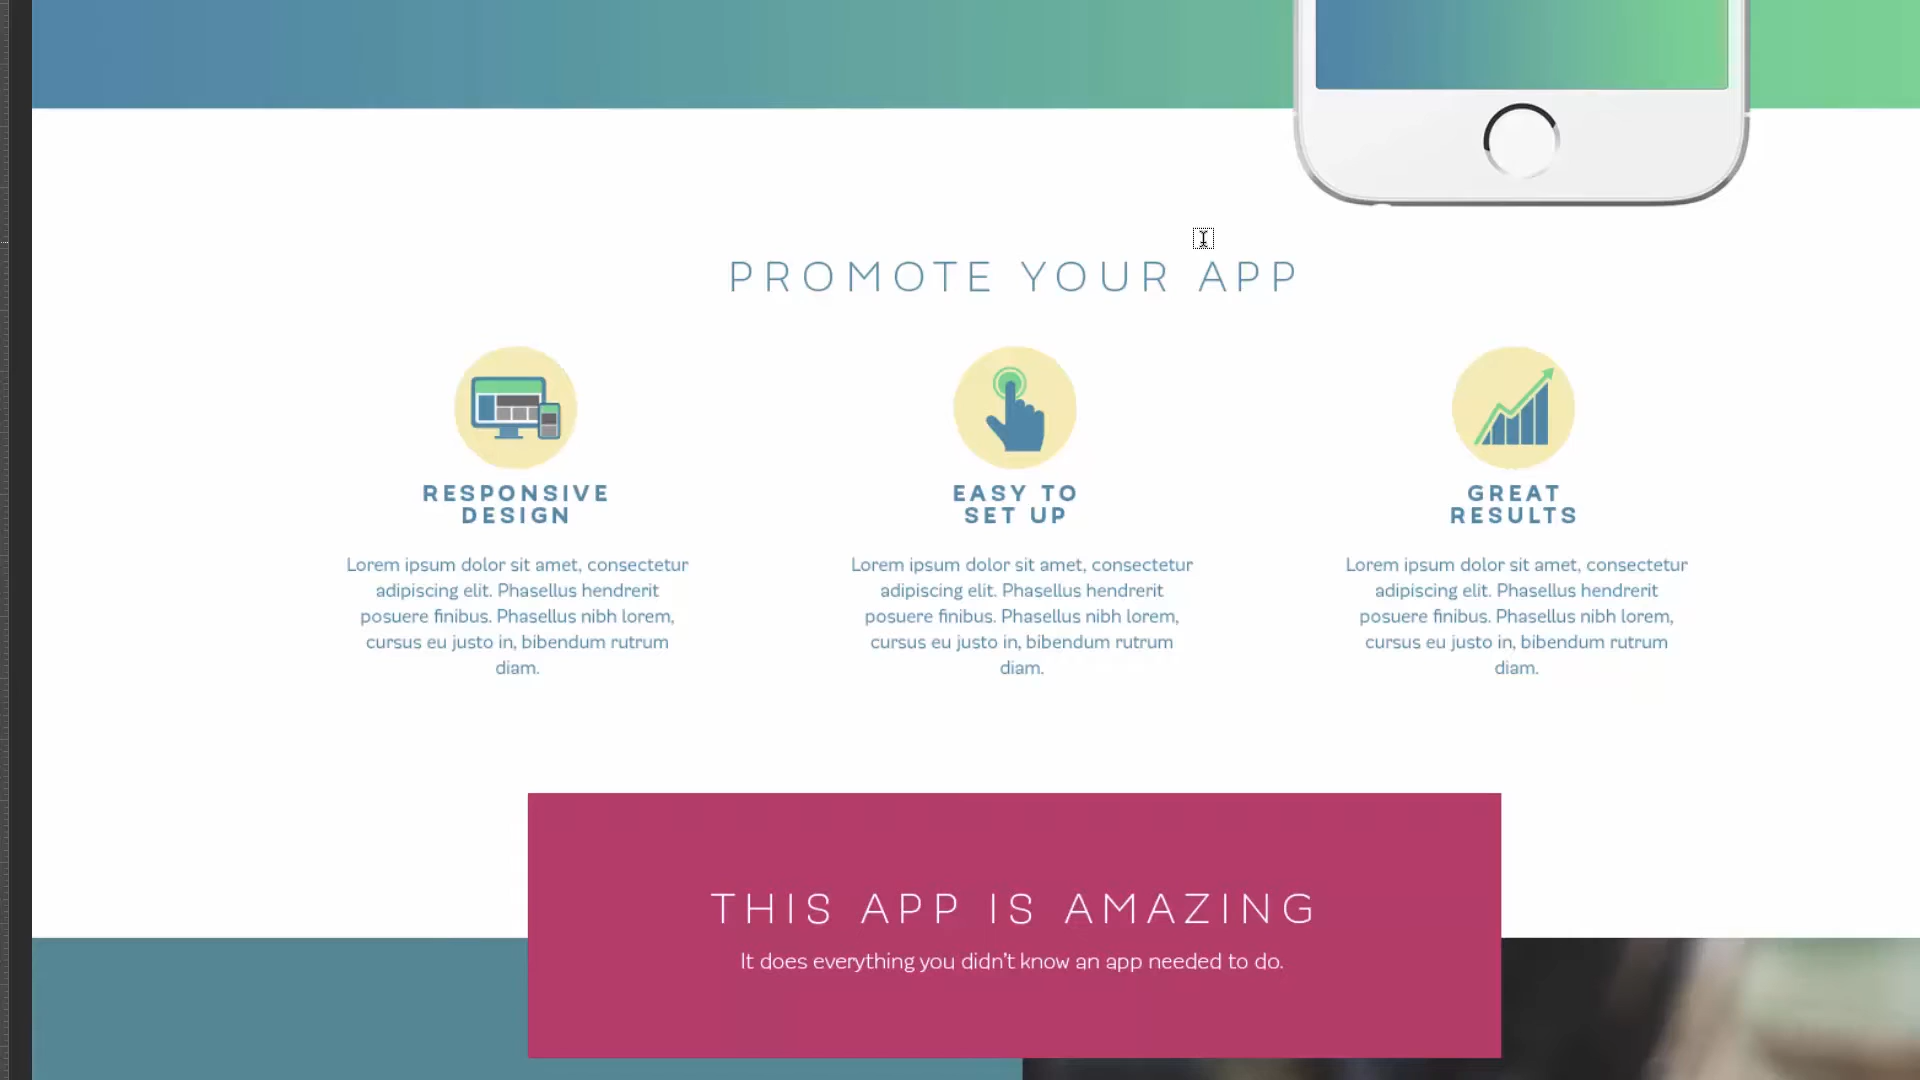 PROMOTE YOUR APP
RESPONSIVE
DESIGN
Lorem ipsum dolor sit amet, consectetur
adipiscing elit. Phasellus hendrerit
posuere finibus. Phasellus nibh lorem,
cursus eu justo in, bibendum rutrum
diam.
EASY TO
SET UP
Lorem ipsum dolor sit amet, consectetur
adipiscing elit. Phasellus hendrerit
posuere finibus. Phasellus nibh lorem,
cursus eu justo in, bibendum rutrum
diam.
GREAT
RESULTS
Lorem ipsum dolor sit amet, consectetur
adipiscing elit. Phasellus hendrerit
posuere finibus. Phasellus nibh lorem,
cursus eu justo in, bibendum rutrum
diam.
THIS APP IS AMAZING
It does everything you didn't know an app needed to do.